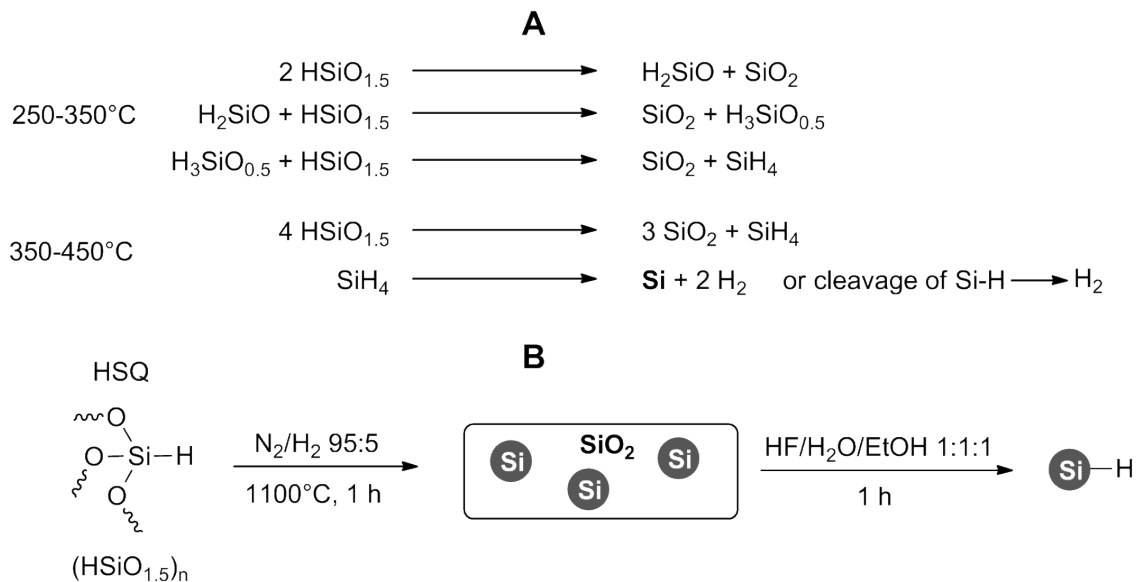 A
250-350°C
2 HSiO1.5 → H2SiO + SiO2
H2SiO + HSiO1.5 → SiO2 + H3SiO0.5
H3SiO0.5 + HSiO1.5 → SiO2 + SiH4
350-450°C
4 HSiO1.5 → 3 SiO2 + SiH4
SiH4 → Si + 2 H2 or cleavage of Si-H → H2
B
HSQ
O
O-Si-H
O
(HSiO1.5)n
N2/H2 95:5
1100°C, 1 h
SiO2
Si
Si
Si
HF/H2O/EtOH 1:1:1
1 h
Si-H